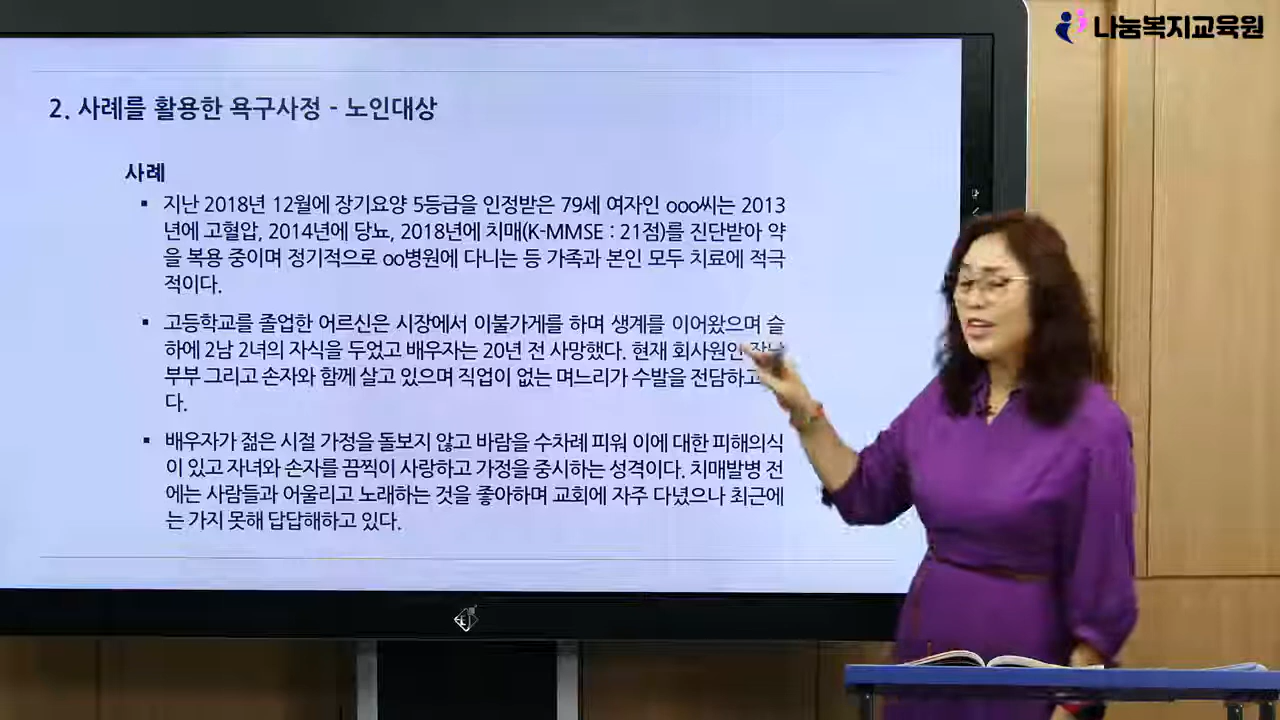 나눔복지교육원
2. 사례를 활용한 욕구사정 - 노인대상
사례
▪ 지난 2018년 12월에 장기요양 5등급을 인정받은 79세 여자인 ooo씨는 2013
년에 고혈압, 2014년에 당뇨, 2018년에 치매(K-MMSE : 21점)를 진단받아 약
을 복용 중이며 정기적으로 oo병원에 다니는 등 가족과 본인 모두 치료에 적극
적이다.
▪ 고등학교를 졸업한 어르신은 시장에서 이불가게를 하며 생계를 이어왔으며 슬
하에 2남 2녀의 자식을 두었고 배우자는 20년 전 사망했다. 현재 회사원인
부부 그리고 손자와 함께 살고 있으며 직업이 없는 며느리가 수발을 전담하고
다.
▪ 배우자가 젊은 시절 가정을 돌보지 않고 바람을 수차례 피워 이에 대한 피해의식
이 있고 자녀와 손자를 끔찍이 사랑하고 가정을 중시하는 성격이다. 치매발병 전
에는 사람들과 어울리고 노래하는 것을 좋아하며 교회에 자주 다녔으나 최근에
는 가지 못해 답답해하고 있다.